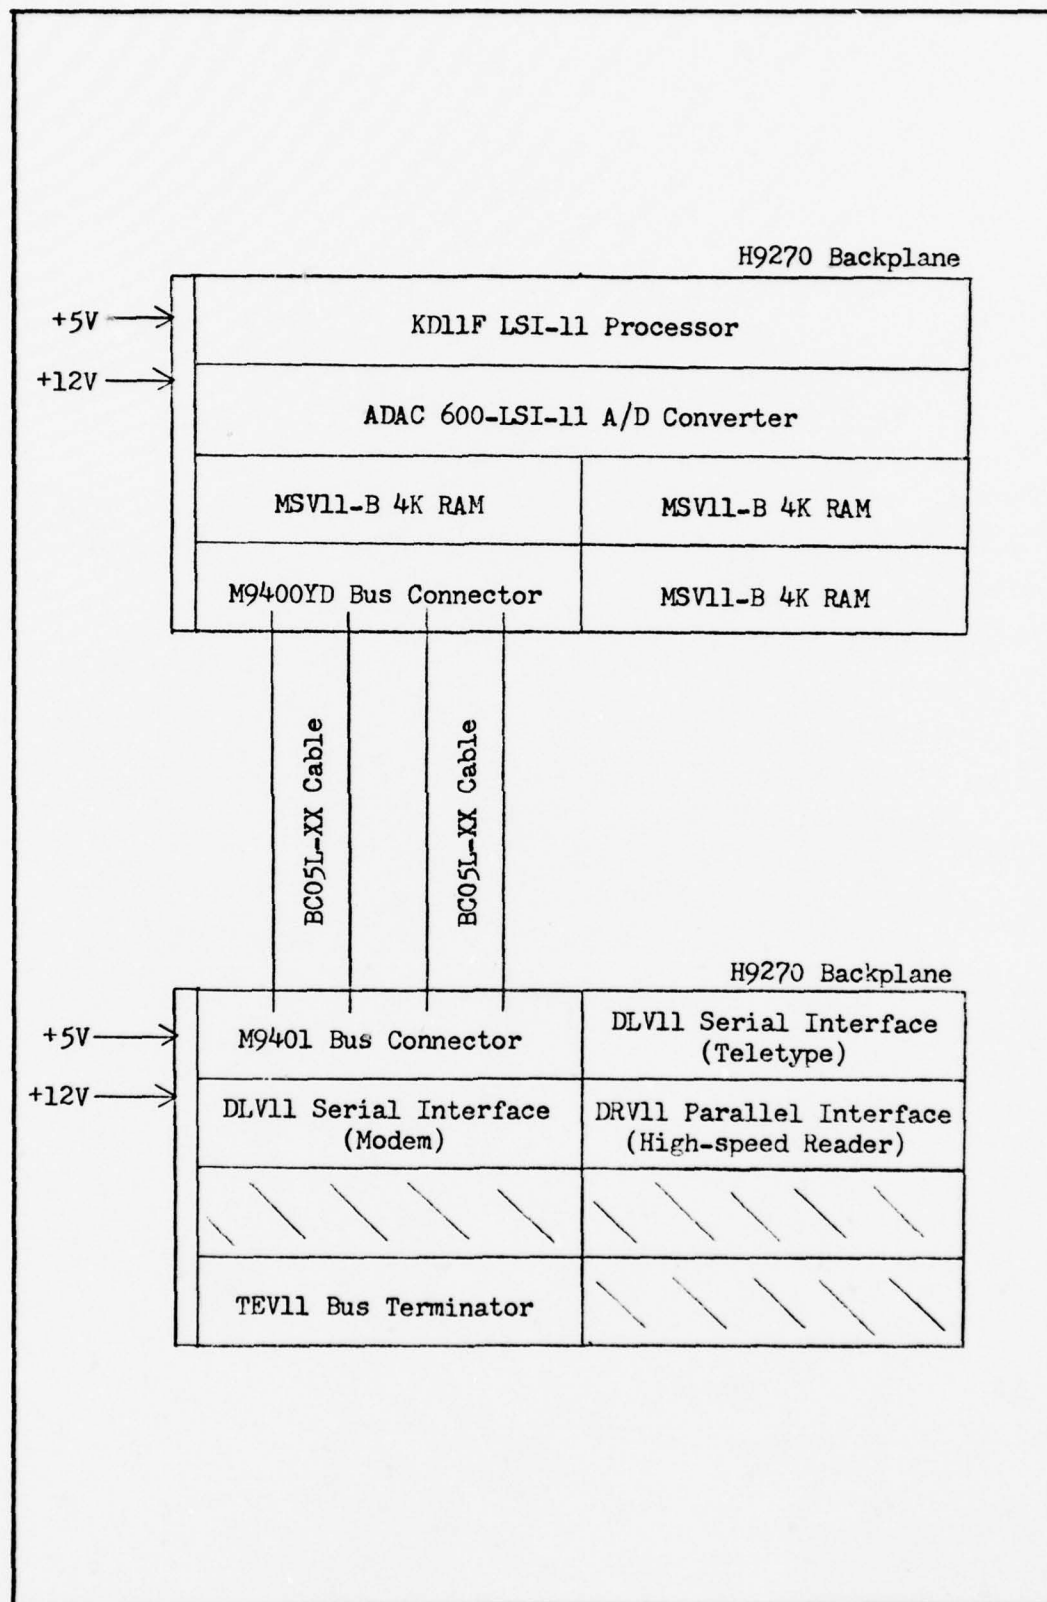 H9270 Backplane
+5V
KD11F LSI-11 Processor
+12V
ADAC 600-LSI-11 A/D Converter
MSV11-B 4K RAM
MSV11-B 4K RAM
M9400YD Bus Connector
MSV11-B 4K RAM
BC05L-XX Cable
BC05L-XX Cable
H9270 Backplane
+5V
M9401 Bus Connector
DLV11 Serial Interface
(Teletype)
+12V
DLV11 Serial Interface
(Modem)
DRV11 Parallel Interface
(High-speed Reader)
TEV11 Bus Terminator